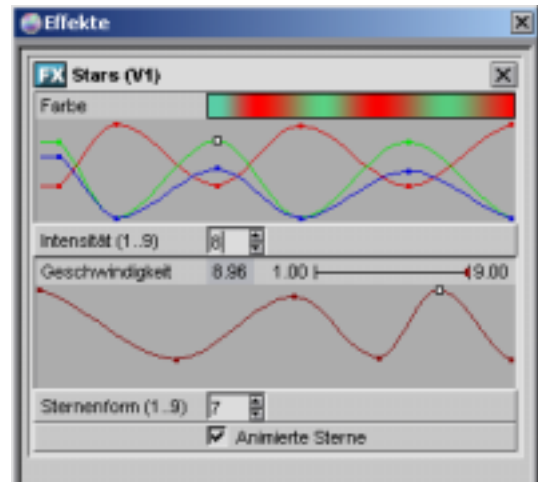 Effekte
FX Stars (V1)
Farbe
Intensität (1..9) 8
Geschwindigkeit 8.96 1.00 9.00
Sternenform (1..9) 7
Animierte Sterne